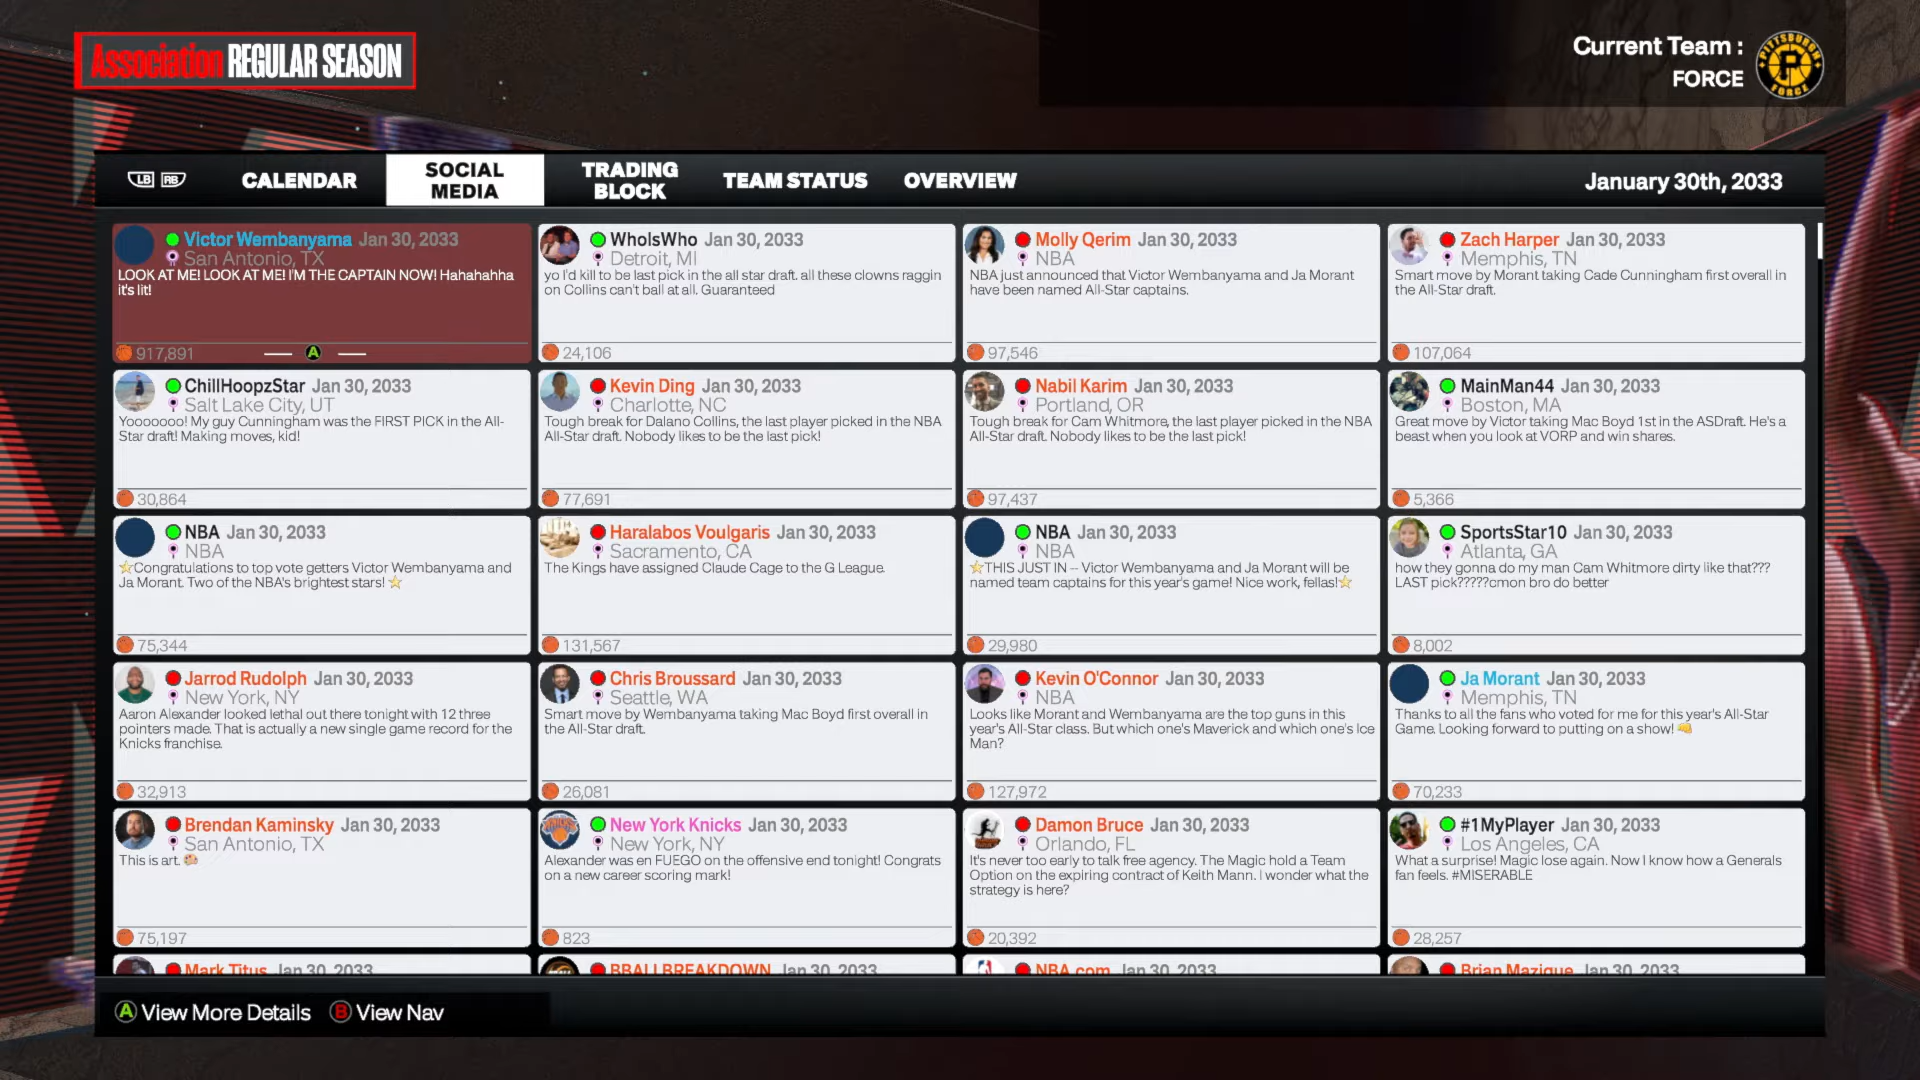 Association REGULAR SEASON
Current Team :
FORCE
PITTSBURGH
P
FORCE
LB RB
CALENDAR
SOCIAL
MEDIA
TRADING
BLOCK
TEAM STATUS
OVERVIEW
January 30th, 2033
Victor Wembanyama Jan 30, 2033
San Antonio, TX
LOOK AT ME! LOOK AT ME! I'M THE CAPTAIN NOW! Hahahahha
it's lit!
917,891
A
WhoIsWho Jan 30, 2033
Detroit, MI
yo I'd kill to be last pick in the all star draft. all these clowns raggin
on Collins can't ball at all. Guaranteed
24,106
Molly Qerim Jan 30, 2033
NBA
NBA just announced that Victor Wembanyama and Ja Morant
have been named All-Star captains.
97,546
Zach Harper Jan 30, 2033
Memphis, TN
Smart move by Morant taking Cade Cunningham first overall in
the All-Star draft.
107,064
ChillHoopzStar Jan 30, 2033
Salt Lake City, UT
Yooooooo! My guy Cunningham was the FIRST PICK in the All-
Star draft! Making moves, kid!
30,864
Kevin Ding Jan 30, 2033
Charlotte, NC
Tough break for Dalano Collins, the last player picked in the NBA
All-Star draft. Nobody likes to be the last pick!
77,691
Nabil Karim Jan 30, 2033
Portland, OR
Tough break for Cam Whitmore, the last player picked in the NBA
All-Star draft. Nobody likes to be the last pick!
97,437
MainMan44 Jan 30, 2033
Boston, MA
Great move by Victor taking Mac Boyd 1st in the ASDraft. He's a
beast when you look at VORP and win shares.
5,366
NBA Jan 30, 2033
NBA
⭐Congratulations to top vote getters Victor Wembanyama and
Ja Morant. Two of the NBA's brightest stars! ⭐
75,344
Haralabos Voulgaris Jan 30, 2033
Sacramento, CA
The Kings have assigned Claude Cage to the G League.
131,567
NBA Jan 30, 2033
NBA
⭐THIS JUST IN -- Victor Wembanyama and Ja Morant will be
named team captains for this year's game! Nice work, fellas!⭐
29,980
SportsStar10 Jan 30, 2033
Atlanta, GA
how they gonna do my man Cam Whitmore dirty like that???
LAST pick?????cmon bro do better
8,002
Jarrod Rudolph Jan 30, 2033
New York, NY
Aaron Alexander looked lethal out there tonight with 12 three
pointers made. That is actually a new single game record for the
Knicks franchise.
32,913
Chris Broussard Jan 30, 2033
Seattle, WA
Smart move by Wembanyama taking Mac Boyd first overall in
the All-Star draft.
26,081
Kevin O'Connor Jan 30, 2033
NBA
Looks like Morant and Wembanyama are the top guns in this
year's All-Star class. But which one's Maverick and which one's Ice
Man?
127,972
Ja Morant Jan 30, 2033
Memphis, TN
Thanks to all the fans who voted for me for this year's All-Star
Game. Looking forward to putting on a show! 👊
70,233
Brendan Kaminsky Jan 30, 2033
San Antonio, TX
This is art. 🎨
75,197
New York Knicks Jan 30, 2033
New York, NY
Alexander was en FUEGO on the offensive end tonight! Congrats
on a new career scoring mark!
823
Damon Bruce Jan 30, 2033
Orlando, FL
It's never too early to talk free agency. The Magic hold a Team
Option on the expiring contract of Keith Mann. I wonder what the
strategy is here?
20,392
#1MyPlayer Jan 30, 2033
Los Angeles, CA
What a surprise! Magic lose again. Now I know how a Generals
fan feels. #MISERABLE
28,257
Mark Titus Jan 30, 2033
BBALLBREAKDOWN Jan 30, 2033
NBA.com Jan 30, 2033
Brian Mazique Jan 30, 2033
A View More Details B View Nav